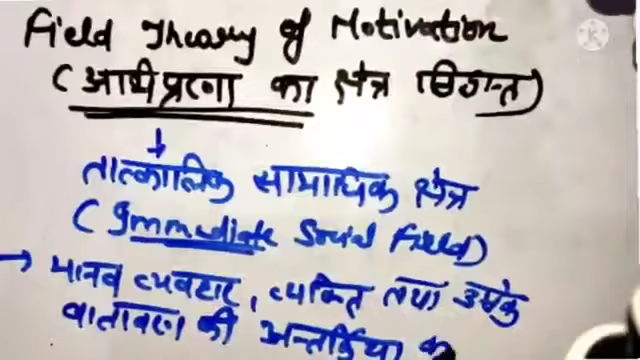 Field Theory of Motivation
(अभिप्रेरणा का क्षेत्र सिद्धान्त)
तात्कालिक सामाजिक क्षेत्र
(Immediate Social Field)
→ मानव व्यवहार, व्यक्ति तथा उसके
वातावरण की अन्तर्क्रिया का